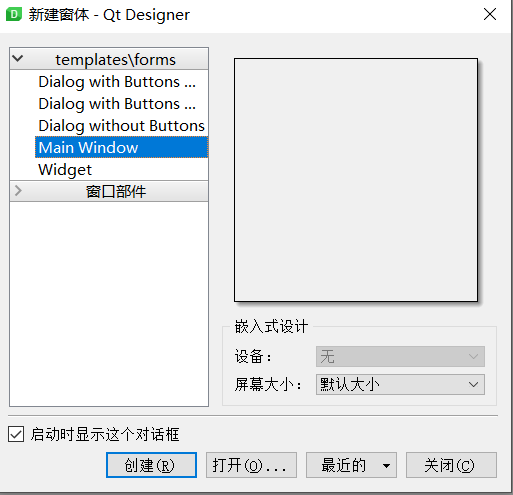 新建窗体 - Qt Designer
templates\forms
Dialog with Buttons ...
Dialog with Buttons ...
Dialog without Buttons
Main Window
Widget
窗口部件
嵌入式设计
设备： 无
屏幕大小： 默认大小
启动时显示这个对话框
创建(R) 打开(O)... 最近的 关闭(C)